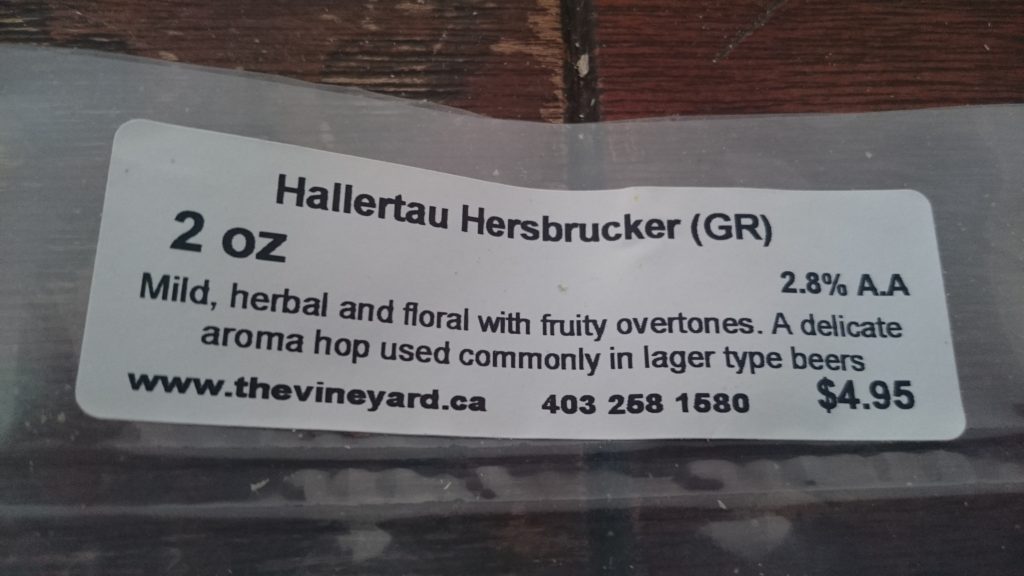 Hallertau Hersbrucker (GR)
2 oz
2.8% A.A
Mild, herbal and floral with fruity overtones. A delicate
aroma hop used commonly in lager type beers
www.thevineyard.ca 403 258 1580 $4.95